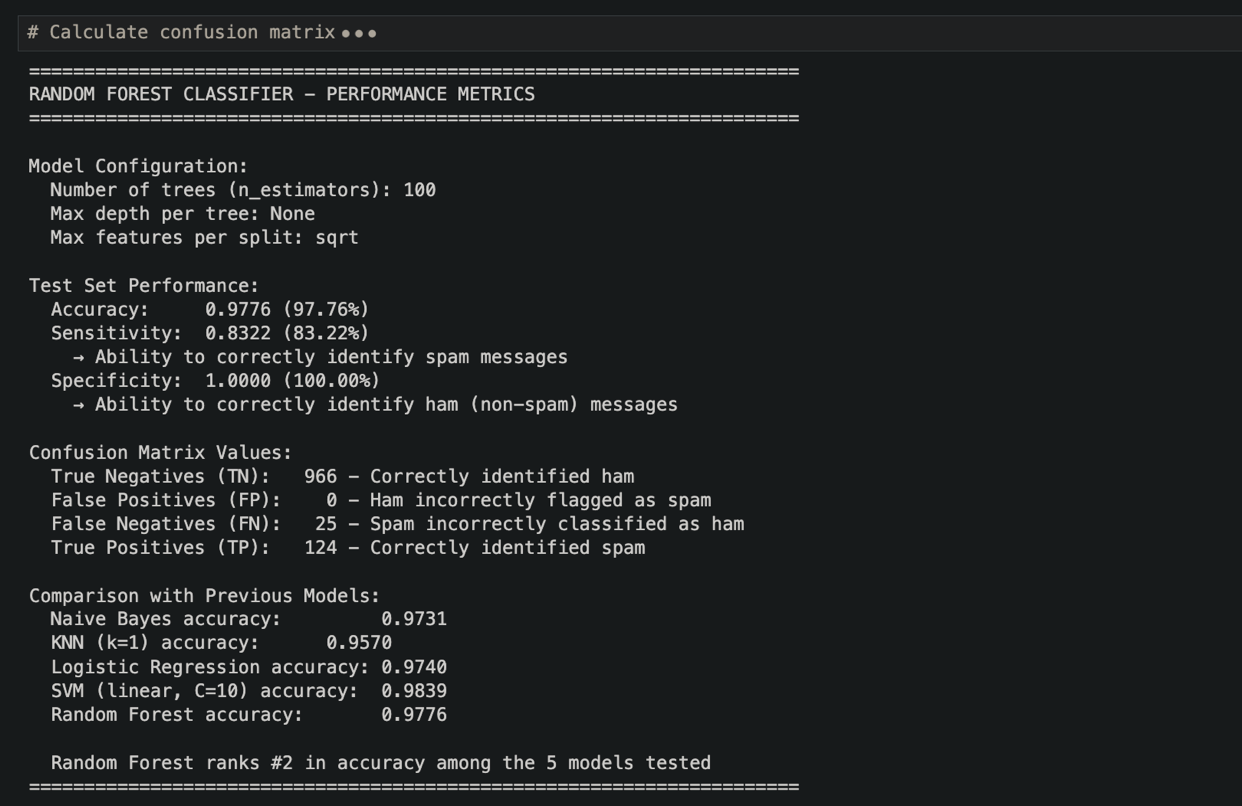 # Calculate confusion matrix •••
======================================================================
RANDOM FOREST CLASSIFIER – PERFORMANCE METRICS
======================================================================
Model Configuration:
  Number of trees (n_estimators): 100
  Max depth per tree: None
  Max features per split: sqrt
Test Set Performance:
  Accuracy:     0.9776 (97.76%)
  Sensitivity:  0.8322 (83.22%)
    → Ability to correctly identify spam messages
  Specificity:  1.0000 (100.00%)
    → Ability to correctly identify ham (non-spam) messages
Confusion Matrix Values:
  True Negatives (TN):   966 – Correctly identified ham
  False Positives (FP):    0 – Ham incorrectly flagged as spam
  False Negatives (FN):   25 – Spam incorrectly classified as ham
  True Positives (TP):   124 – Correctly identified spam
Comparison with Previous Models:
  Naive Bayes accuracy:         0.9731
  KNN (k=1) accuracy:      0.9570
  Logistic Regression accuracy: 0.9740
  SVM (linear, C=10) accuracy:  0.9839
  Random Forest accuracy:       0.9776
  Random Forest ranks #2 in accuracy among the 5 models tested
======================================================================